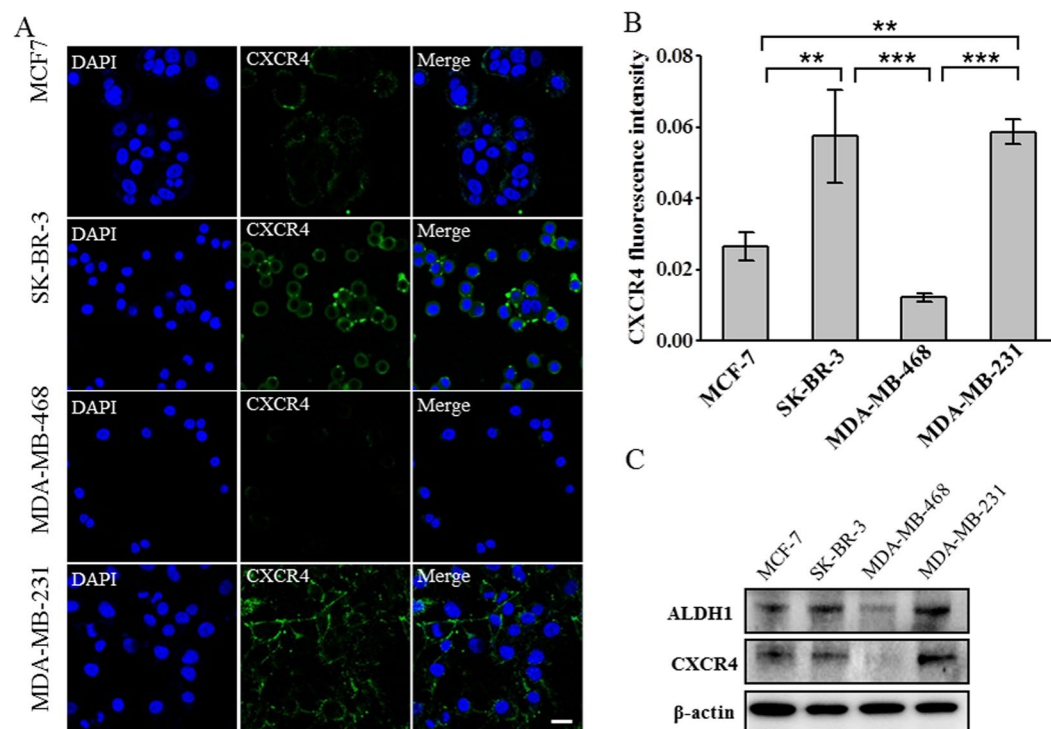 A
MCF7
DAPI
CXCR4
Merge
SK-BR-3
DAPI
CXCR4
Merge
MDA-MB-468
DAPI
CXCR4
Merge
MDA-MB-231
DAPI
CXCR4
Merge
B
**
**
***
***
CXCR4 fluorescence intensity
0.08
0.06
0.04
0.02
0.00
MCF-7
SK-BR-3
MDA-MB-468
MDA-MB-231
C
MCF-7
SK-BR-3
MDA-MB-468
MDA-MB-231
ALDH1
CXCR4
β-actin